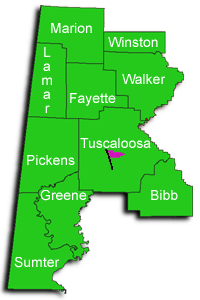 Marion
Winston
Lamar
Walker
Fayette
Tuscaloosa
Pickens
Greene
Bibb
Sumter